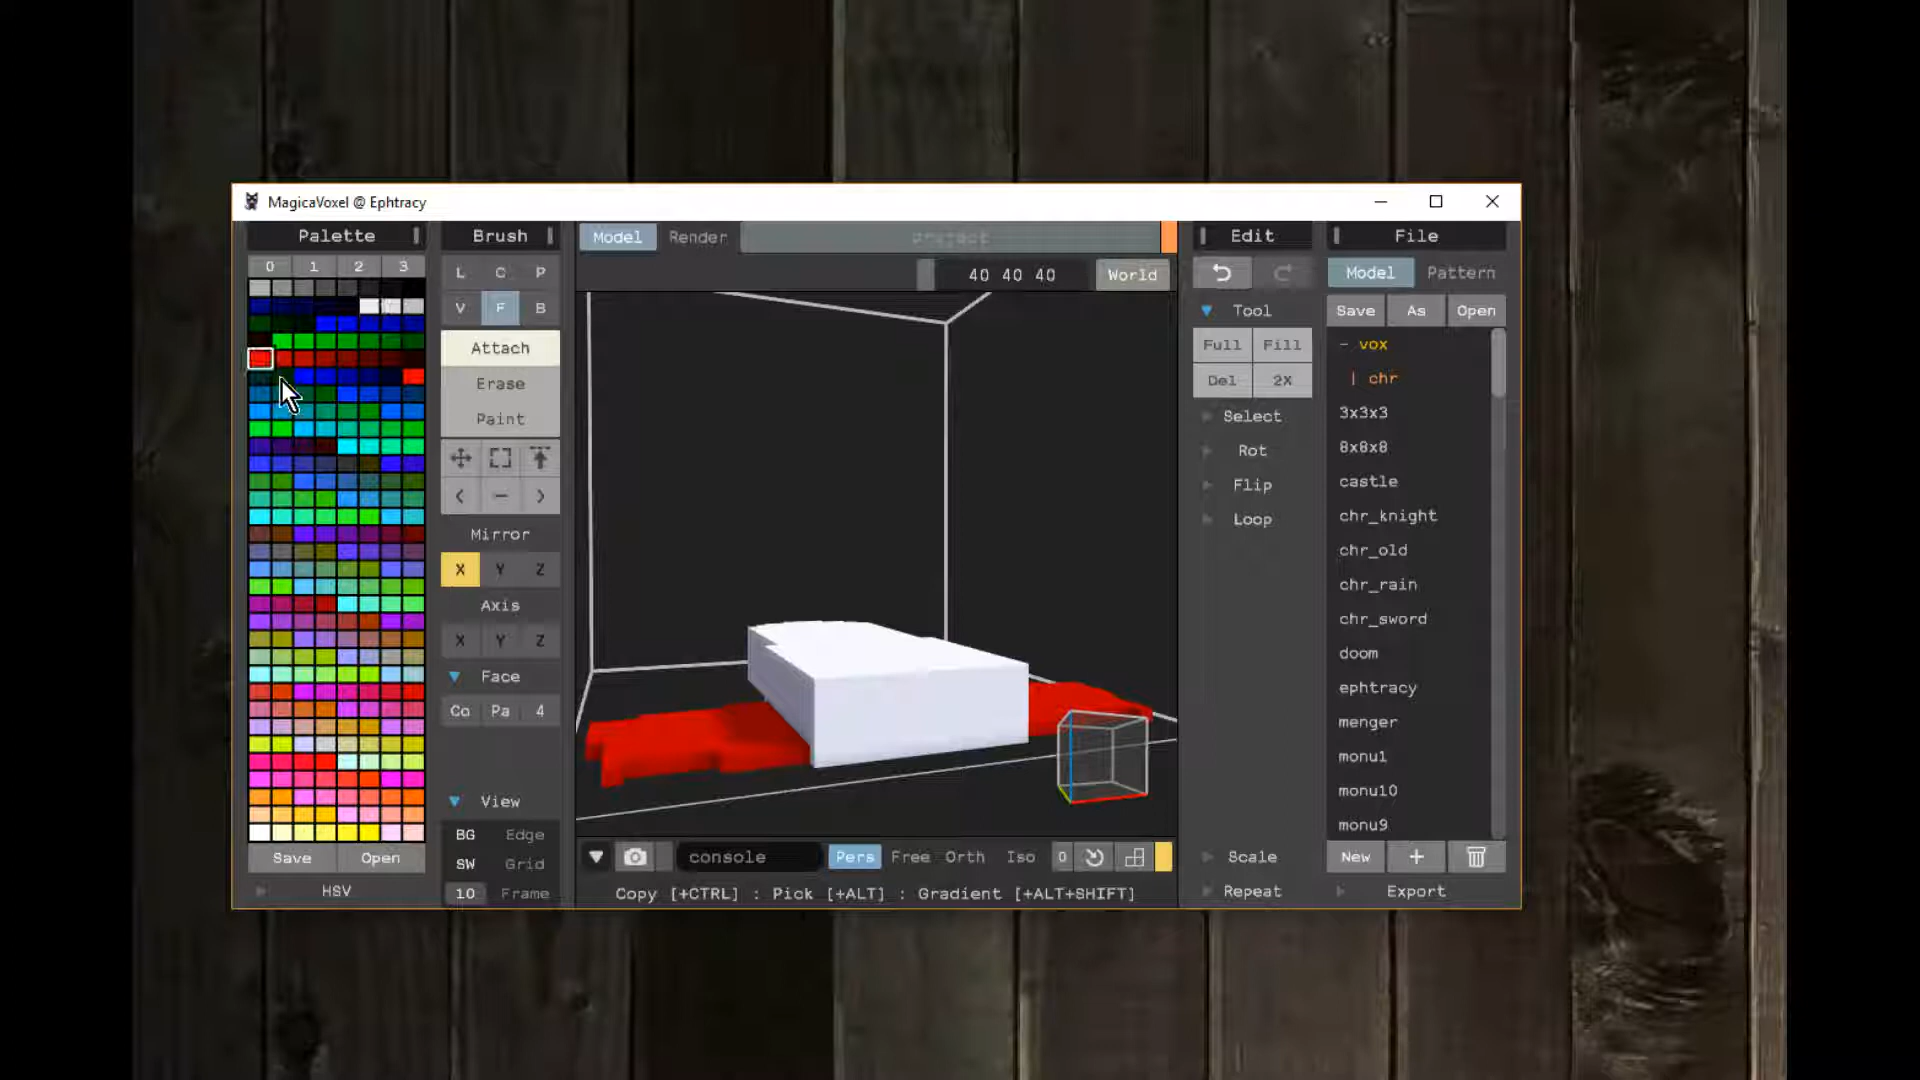 MagicaVoxel @ Ephtracy
Palette
0 1 2 3
Save Open
HSV
Brush
L C P
V F B
Attach
Erase
Paint
< - >
Mirror
X Y Z
Axis
X Y Z
Face
Co Pa 4
View
BG Edge
SW Grid
10 Frame
Model Render
40 40 40 World
console Pers Free Orth Iso 0
Copy [+CTRL] : Pick [+ALT] : Gradient [+ALT+SHIFT]
Edit
Tool
Full Fill
Del 2X
Select
Rot
Flip
Loop
Scale
Repeat
File
Model Pattern
Save As Open
- vox
| chr
3x3x3
8x8x8
castle
chr_knight
chr_old
chr_rain
chr_sword
doom
ephtracy
menger
monu1
monu10
monu9
New +
Export